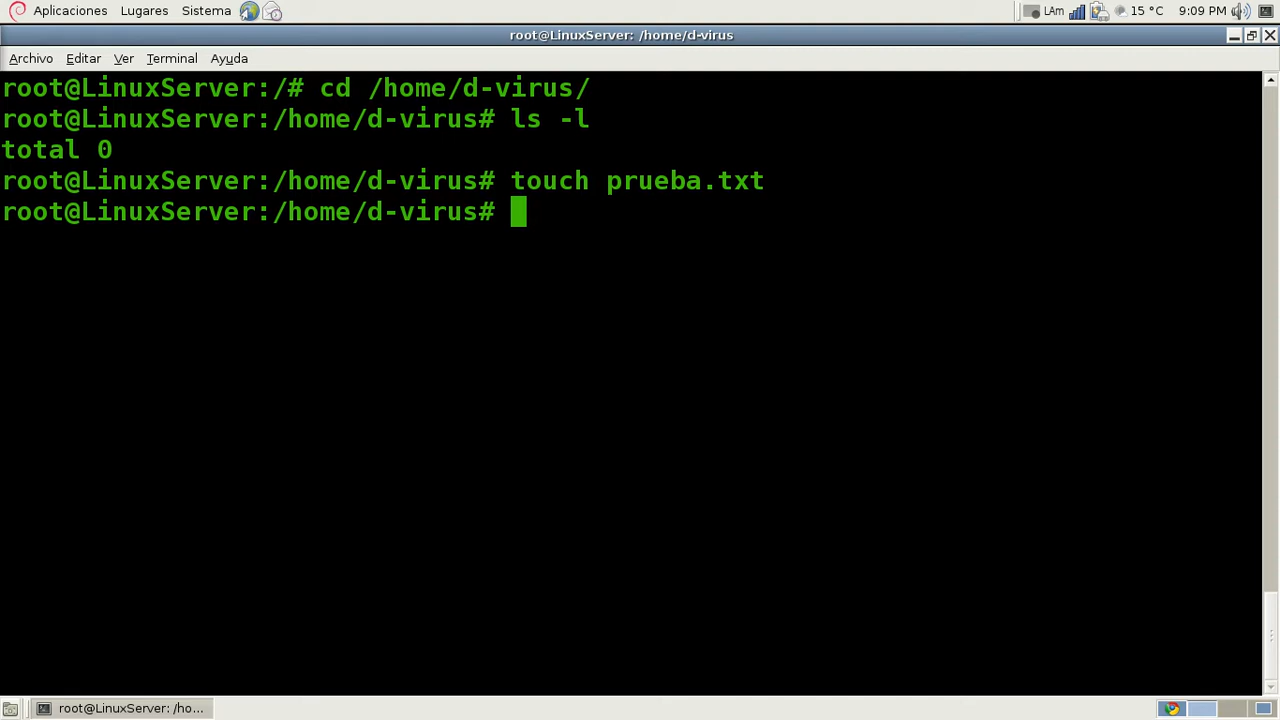 Aplicaciones Lugares Sistema LAm 15 °C 9:09 PM
root@LinuxServer: /home/d-virus
Archivo Editar Ver Terminal Ayuda
root@LinuxServer:/# cd /home/d-virus/
root@LinuxServer:/home/d-virus# ls -l
total 0
root@LinuxServer:/home/d-virus# touch prueba.txt
root@LinuxServer:/home/d-virus#
root@LinuxServer: /ho...